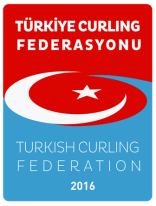 TÜRKİYE CURLING
FEDERASYONU
TURKISH CURLING
FEDERATION
2016